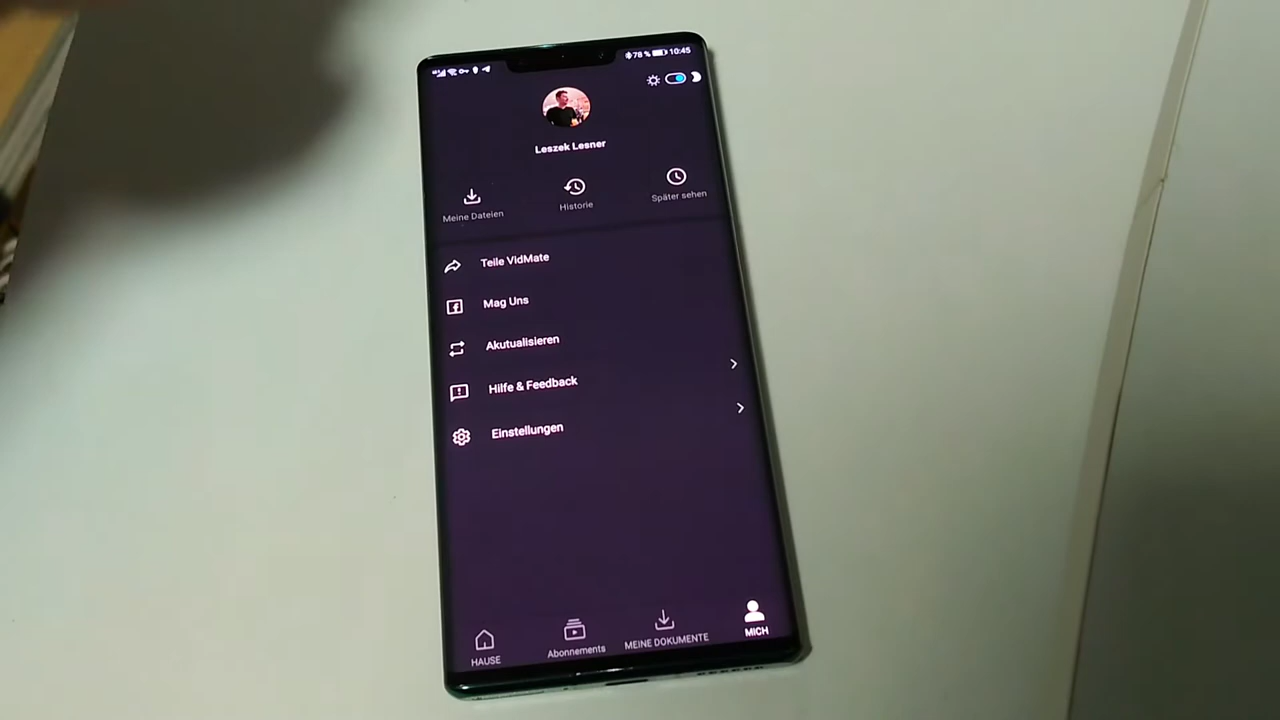 78 % 10:45
Leszek Lesner
Meine Dateien
Historie
Später sehen
Teile VidMate
Mag Uns
Akutualisieren
Hilfe & Feedback
Einstellungen
HAUSE
Abonnements
MEINE DOKUMENTE
MICH